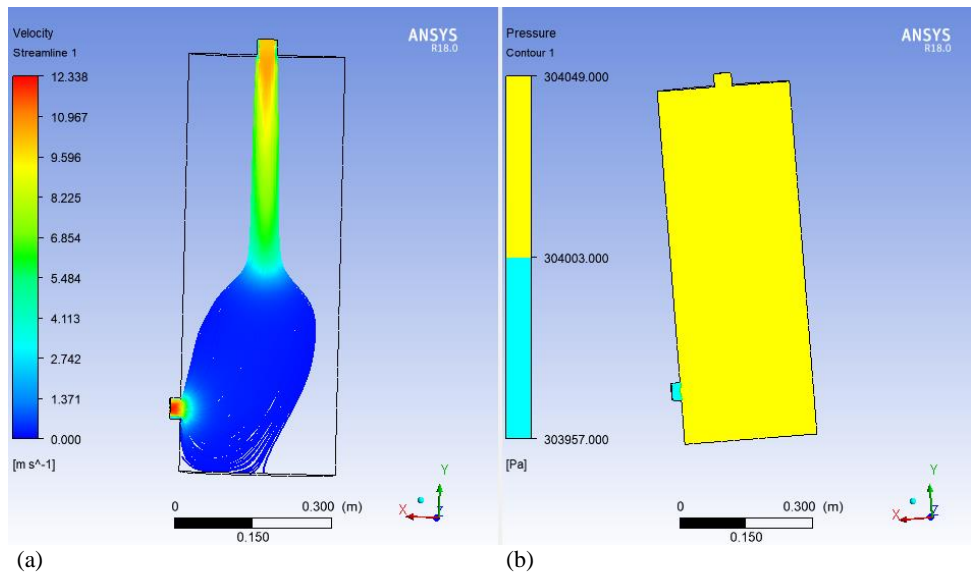 Velocity
Streamline 1
ANSYS
R18.0
12.338
10.967
9.596
8.225
6.854
5.484
4.113
2.742
1.371
0.000
[m s^-1]
0
0.300
(m)
0.150
Y
X
Z
(a)
Pressure
Contour 1
ANSYS
R18.0
304049.000
304003.000
303957.000
[Pa]
0
0.300
(m)
0.150
Y
X
Z
(b)